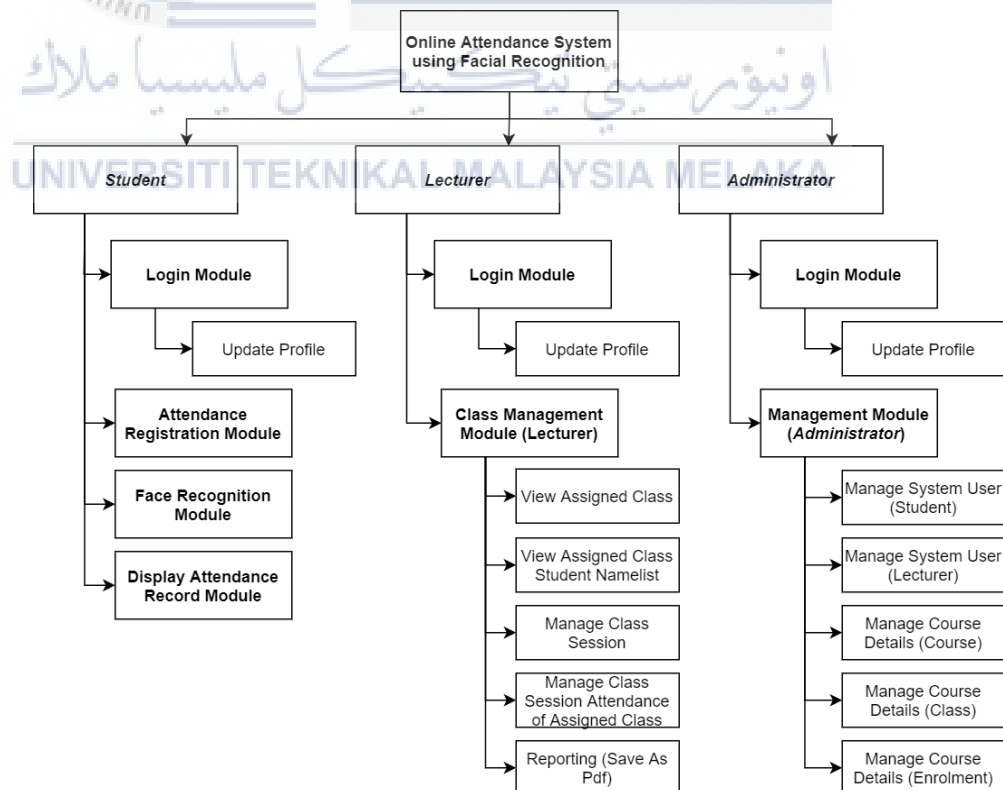 Online Attendance System
using Facial Recognition
اونيۏرسيتي تيكنيكل مليسيا ملاك
UNIVERSITI TEKNIKAL MALAYSIA MELAKA
Student
Lecturer
Administrator
Login Module
Update Profile
Attendance
Registration Module
Face Recognition
Module
Display Attendance
Record Module
Login Module
Update Profile
Class Management
Module (Lecturer)
View Assigned Class
View Assigned Class
Student Namelist
Manage Class
Session
Manage Class
Session Attendance
of Assigned Class
Reporting (Save As
Pdf)
Login Module
Update Profile
Management Module
(Administrator)
Manage System User
(Student)
Manage System User
(Lecturer)
Manage Course
Details (Course)
Manage Course
Details (Class)
Manage Course
Details (Enrolment)